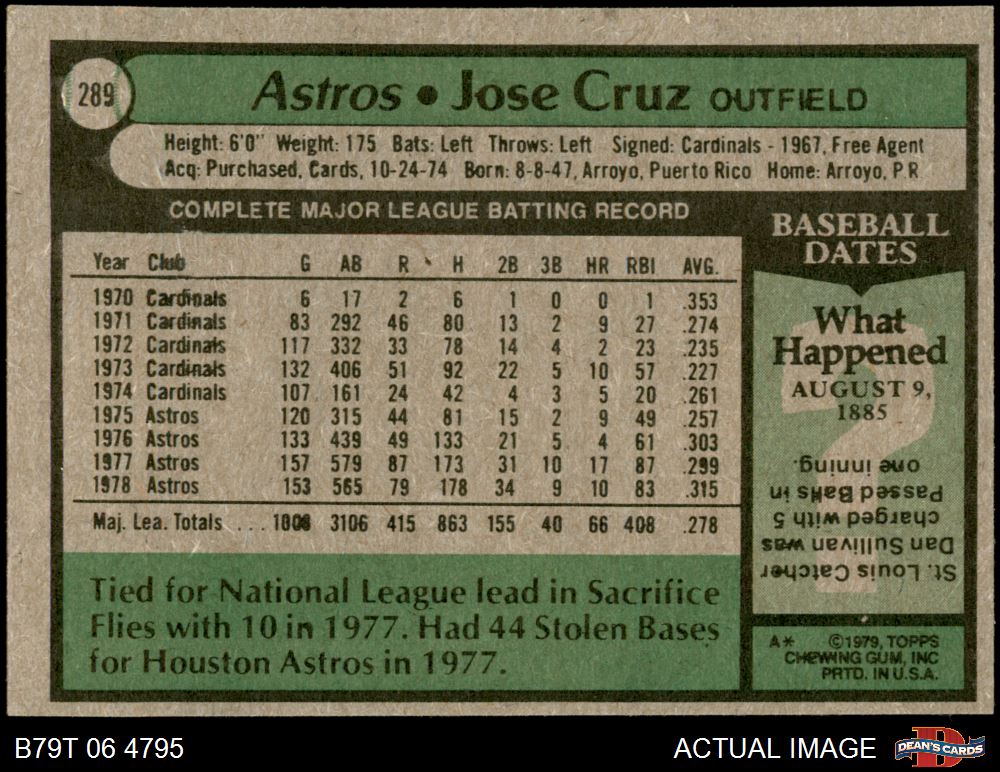 289
Astros • Jose Cruz OUTFIELD
Height: 6'0" Weight: 175 Bats: Left Throws: Left Signed: Cardinals - 1967, Free Agent
Acq: Purchased, Cards, 10-24-74 Born: 8-8-47, Arroyo, Puerto Rico Home: Arroyo, P.R
COMPLETE MAJOR LEAGUE BATTING RECORD
Year Club G AB R H 2B 3B HR RBI AVG.
1970 Cardinals 6 17 2 6 1 0 0 1 .353
1971 Cardinals 83 292 46 80 13 2 9 27 .274
1972 Cardinals 117 332 33 78 14 4 2 23 .235
1973 Cardinals 132 406 51 92 22 5 10 57 .227
1974 Cardinals 107 161 24 42 4 3 5 20 .261
1975 Astros 120 315 44 81 15 2 9 49 .257
1976 Astros 133 439 49 133 21 5 4 61 .303
1977 Astros 157 579 87 173 31 10 17 87 .299
1978 Astros 153 565 79 178 34 9 10 83 .315
Maj. Lea. Totals . . . 1008 3106 415 863 155 40 66 408 .278
Tied for National League lead in Sacrifice
Flies with 10 in 1977. Had 44 Stolen Bases
for Houston Astros in 1977.
BASEBALL
DATES
What
Happened
AUGUST 9,
1885
St. Louis Catcher
Dan Sullivan was
charged with 5
Passed Balls in
one inning.
A* ©1979, TOPPS
CHEWING GUM, INC
PRTD. IN U.S.A.
B79T 06 4795
ACTUAL IMAGE
D
DEAN'S CARDS